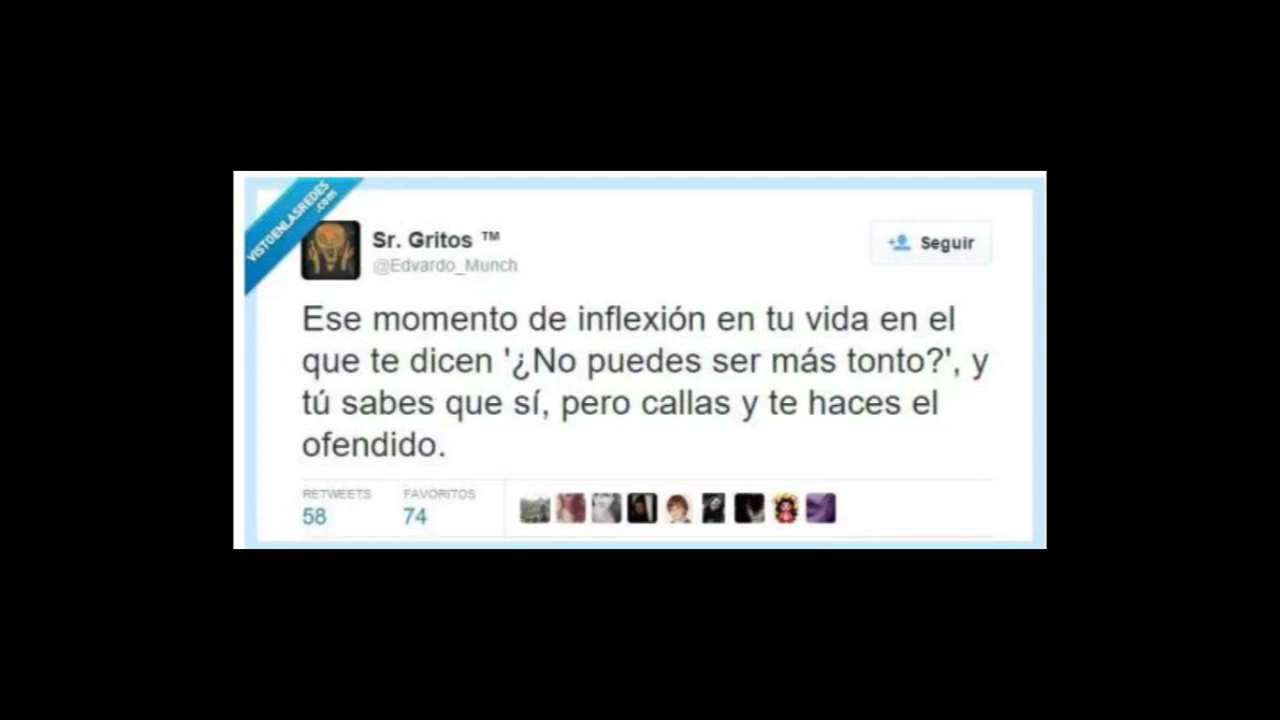 VISTOENLASREDES
.com
Sr. Gritos ™
@Edvardo_Munch
Seguir
Ese momento de inflexión en tu vida en el
que te dicen '¿No puedes ser más tonto?', y
tú sabes que sí, pero callas y te haces el
ofendido.
RETWEETS FAVORITOS
58 74